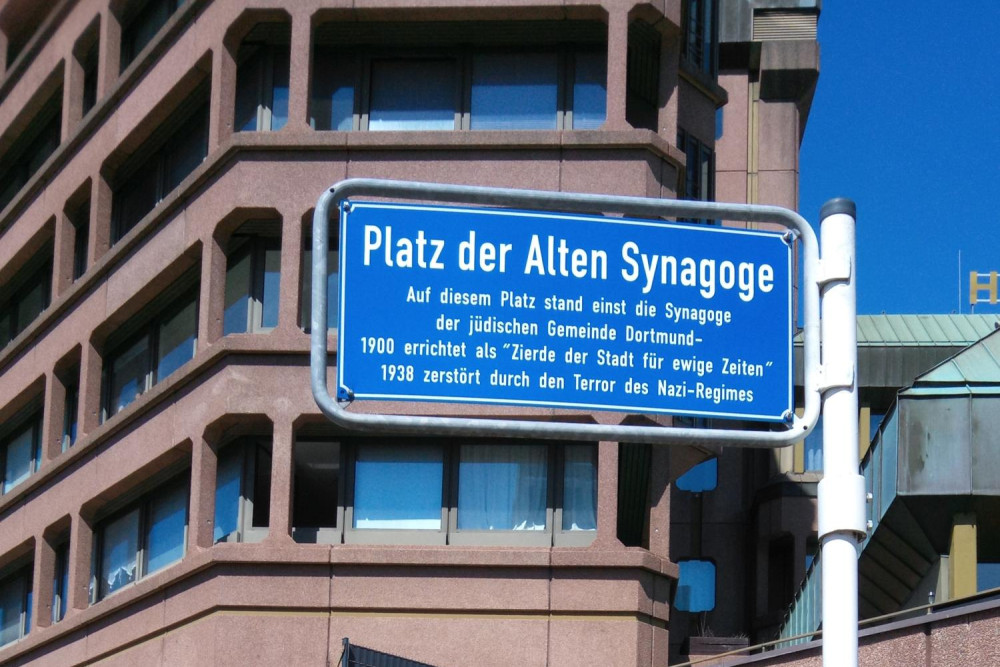 Platz der Alten Synagoge
Auf diesem Platz stand einst die Synagoge
der jüdischen Gemeinde Dortmund-
1900 errichtet als "Zierde der Stadt für ewige Zeiten"
1938 zerstört durch den Terror des Nazi-Regimes
H